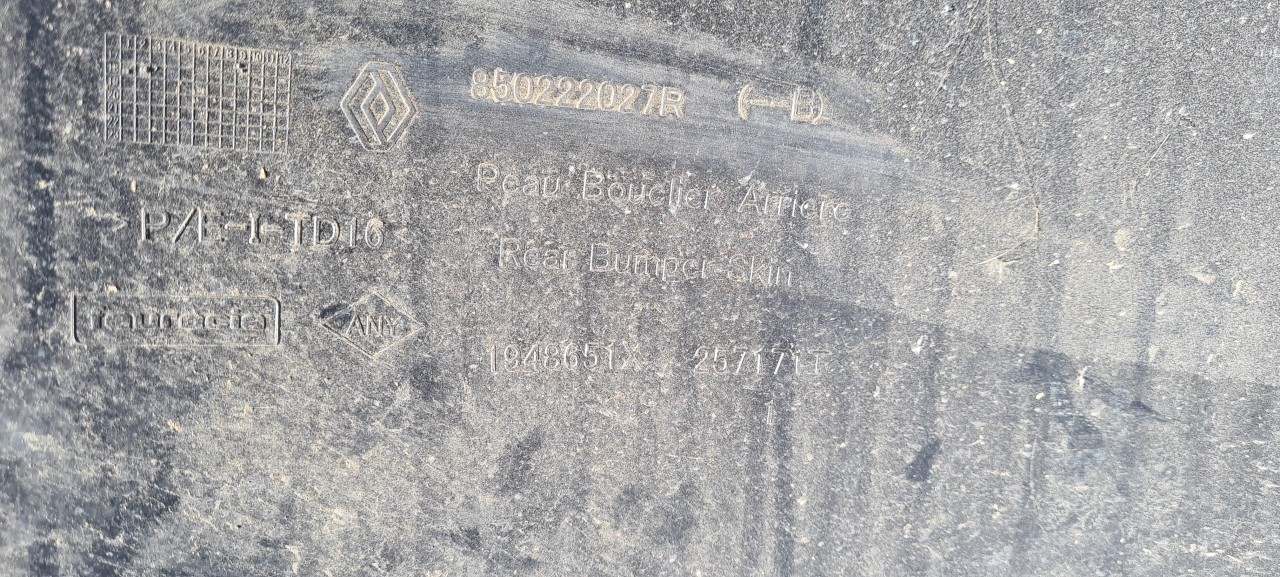 850222027R (—B)
Peau Bouclier Arriere
>P/E-I-TD16
Rear Bumper Skin
faurecia
ANY
1948651X 257171T